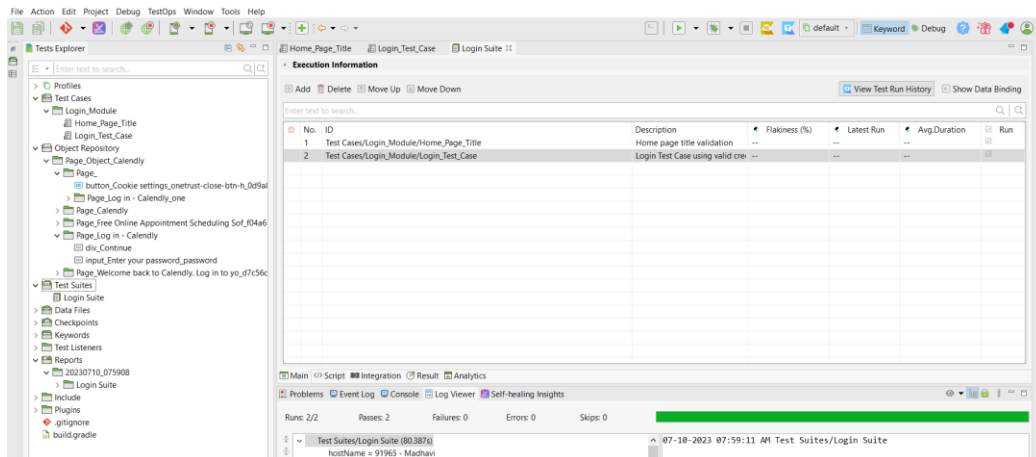 File Action Edit Project Debug TestOps Window Tools Help
default Keyword Debug
Tests Explorer
Enter text to search...
Profiles
Test Cases
Login_Module
Home_Page_Title
Login_Test_Case
Object Repository
Page_Object_Calendly
Page_
button_Cookie settings_onetrust-close-btn-h_0d9al
Page_Log in - Calendly_one
Page_Calendly
Page_Free Online Appointment Scheduling Sof_f04a6
Page_Log in - Calendly
div_Continue
input_Enter your password_password
Page_Welcome back to Calendly. Log in to yo_d7c56c
Test Suites
Login Suite
Data Files
Checkpoints
Keywords
Test Listeners
Reports
20230710_075908
Login Suite
Include
Plugins
.gitignore
build.gradle
Home_Page_Title Login_Test_Case Login Suite
Execution Information
Add Delete Move Up Move Down View Test Run History Show Data Binding
Enter text to search...
No. ID Description Flakiness (%) Latest Run Avg.Duration Run
1 Test Cases/Login_Module/Home_Page_Title Home page title validation -- -- --
2 Test Cases/Login_Module/Login_Test_Case Login Test Case using valid cre -- -- --
Main Script Integration Result Analytics
Problems Event Log Console Log Viewer Self-healing Insights
Runs: 2/2 Passes: 2 Failures: 0 Errors: 0 Skips: 0
Test Suites/Login Suite (80.387s)
hostName = 91965 - Madhavi
07-10-2023 07:59:11 AM Test Suites/Login Suite